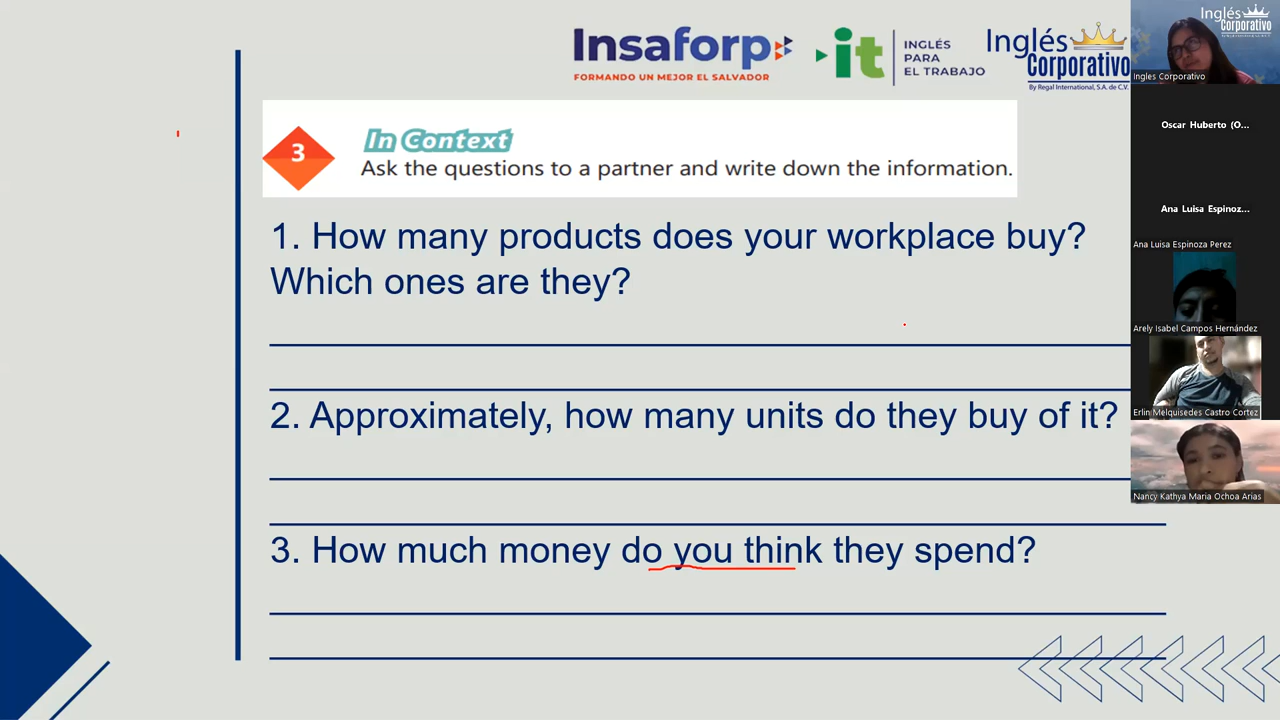 Insaforp
FORMANDO UN MEJOR EL SALVADOR
it
INGLÉS
PARA
EL TRABAJO
Inglés
Corporativo
By Regal International, S.A. de C.V.
3
In Context
Ask the questions to a partner and write down the information.
1. How many products does your workplace buy?
Which ones are they?
2. Approximately, how many units do they buy of it?
3. How much money do you think they spend?
Inglés
Corporativo
Ingles Corporativo
Oscar Huberto (O...
Ana Luisa Espinoz...
Ana Luisa Espinoza Perez
Arely Isabel Campos Hernández
Erlin Melquisedes Castro Cortez
Inglés
Corporativo
Nancy Kathya Maria Ochoa Arias